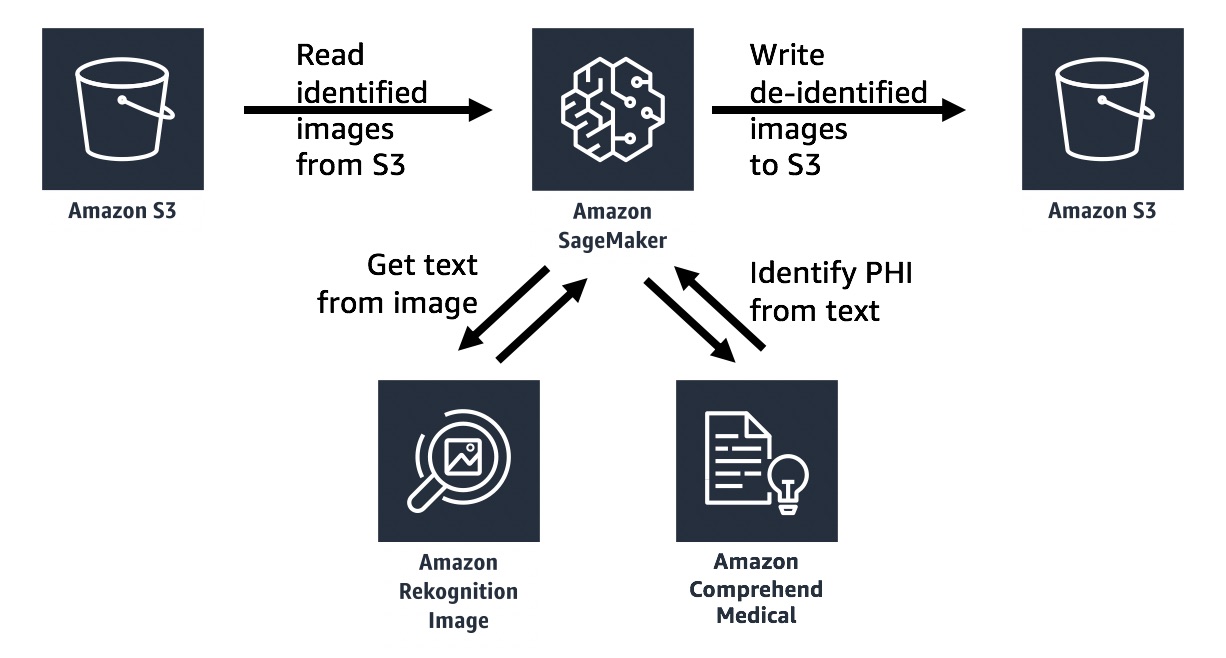 Read
identified
images
from S3
Write
de-identified
images
to S3
Amazon S3
Amazon
SageMaker
Amazon S3
Get text
from image
Identify PHI
from text
Amazon
Rekognition
Image
Amazon
Comprehend
Medical